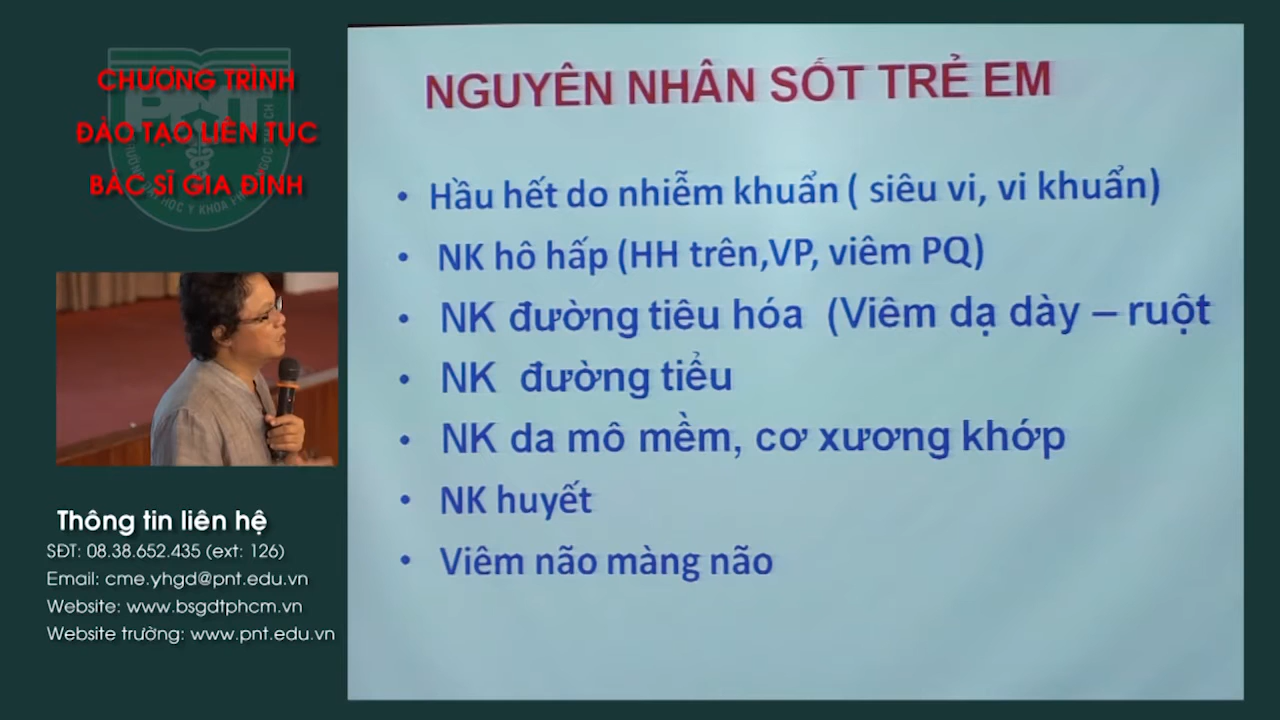 CHƯƠNG TRÌNH
ĐÀO TẠO LIÊN TỤC
BÁC SĨ GIA ĐÌNH
PNT
Thông tin liên hệ
SĐT: 08.38.652.435 (ext: 126)
Email: cme.yhgd@pnt.edu.vn
Website: www.bsgdtphcm.vn
Website trường: www.pnt.edu.vn
NGUYÊN NHÂN SỐT TRẺ EM
• Hầu hết do nhiễm khuẩn ( siêu vi, vi khuẩn)
• NK hô hấp (HH trên,VP, viêm PQ)
• NK đường tiêu hóa (Viêm dạ dày – ruột
• NK đường tiểu
• NK da mô mềm, cơ xương khớp
• NK huyết
• Viêm não màng não